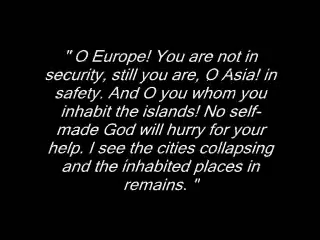 " O Europe! You are not in
security, still you are, O Asia! in
safety. And O you whom you
inhabit the islands! No self-
made God will hurry for your
help. I see the cities collapsing
and the inhabited places in
remains. "